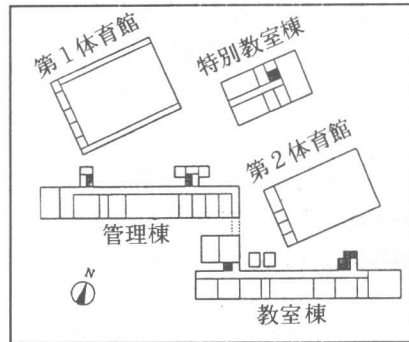 第1体育館
特別教室棟
第2体育館
管理棟
教室棟
N